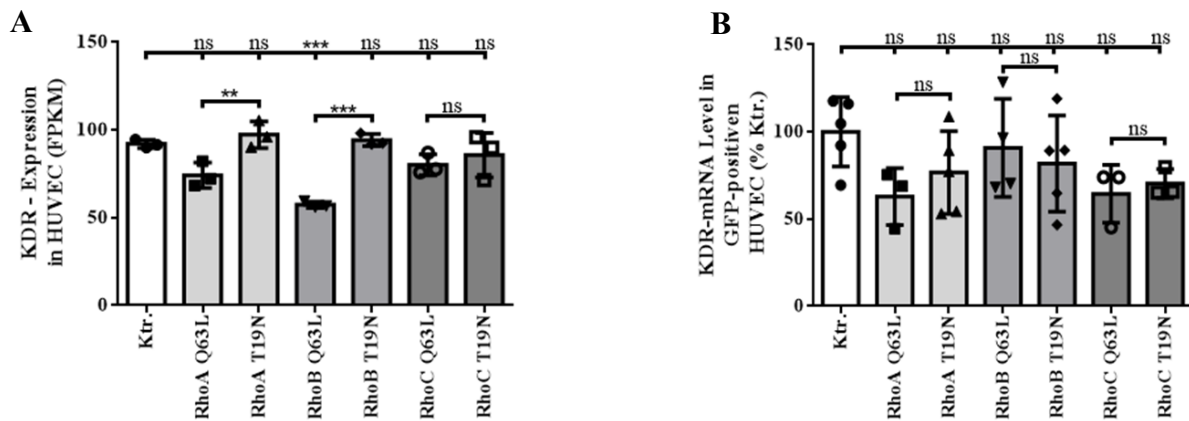 A
KDR - Expression
in HUVEC (FPKM)
150
100
50
0
ns ns *** ns ns ns
** *** ns
Ktr.
RhoA Q63L
RhoA T19N
RhoB Q63L
RhoB T19N
RhoC Q63L
RhoC T19N
B
KDR-mRNA Level in
GFP-positiven
HUVEC (% Ktr.)
150
100
50
0
ns ns ns ns ns ns
ns
ns
ns
Ktr.
RhoA Q63L
RhoA T19N
RhoB Q63L
RhoB T19N
RhoC Q63L
RhoC T19N